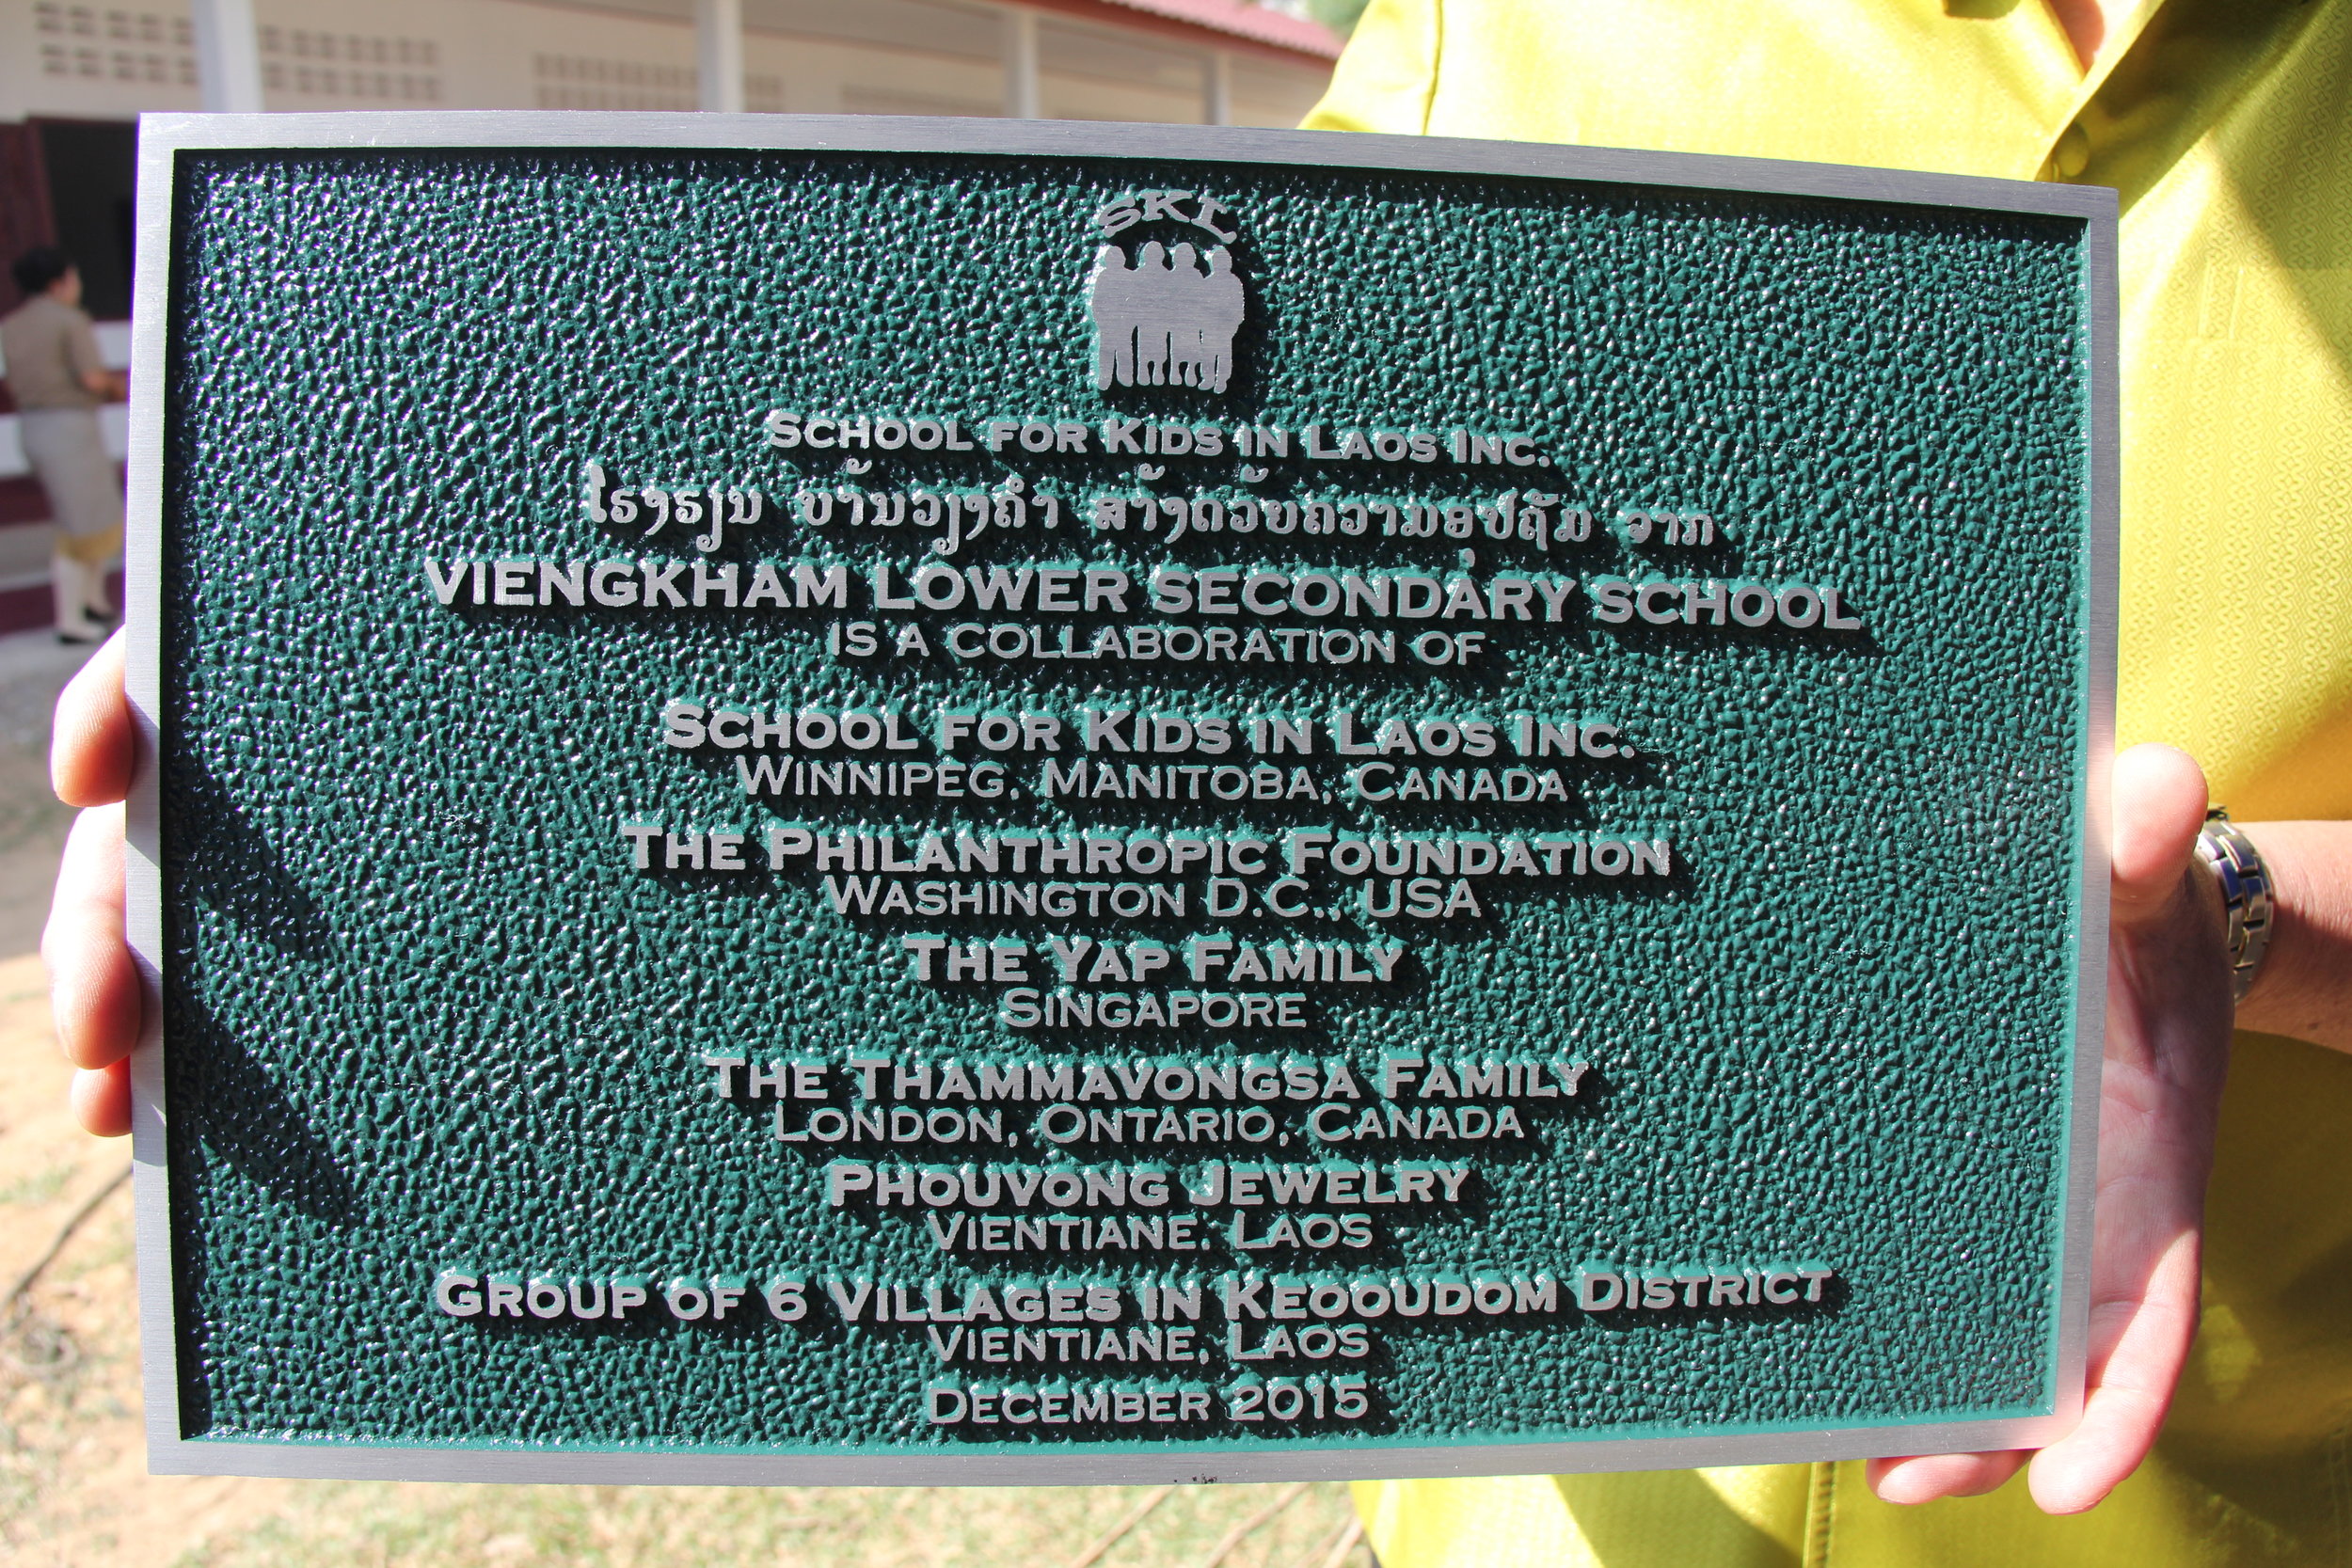 SKL
SCHOOL FOR KIDS IN LAOS INC.
ໂຮງຮຽນ ບ້ານວຽງຄຳ ສ້າງດ້ວຍຄວາມອຸປຖັມ ຈາກ
VIENGKHAM LOWER SECONDARY SCHOOL
IS A COLLABORATION OF
SCHOOL FOR KIDS IN LAOS INC.
WINNIPEG, MANITOBA, CANADA
THE PHILANTHROPIC FOUNDATION
WASHINGTON D.C., USA
THE YAP FAMILY
SINGAPORE
THE THAMMAVONGSA FAMILY
LONDON, ONTARIO, CANADA
PHOUVONG JEWELRY
VIENTIANE, LAOS
GROUP OF 6 VILLAGES IN KEOOUDOM DISTRICT
VIENTIANE, LAOS
DECEMBER 2015